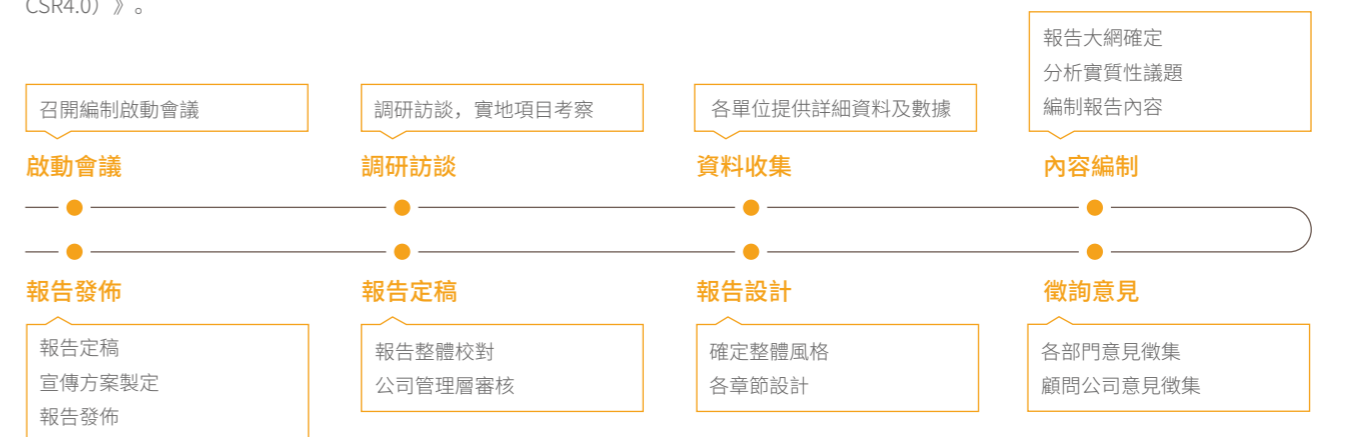 CSR4.0）》。
召開編制啟動會議
啟動會議
調研訪談，實地項目考察
調研訪談
各單位提供詳細資料及數據
資料收集
報告大網確定
分析實質性議題
編制報告內容
內容編制
徵詢意見
各部門意見徵集
顧問公司意見徵集
報告設計
確定整體風格
各章節設計
報告定稿
報告整體校對
公司管理層審核
報告發佈
報告定稿
宣傳方案製定
報告發佈